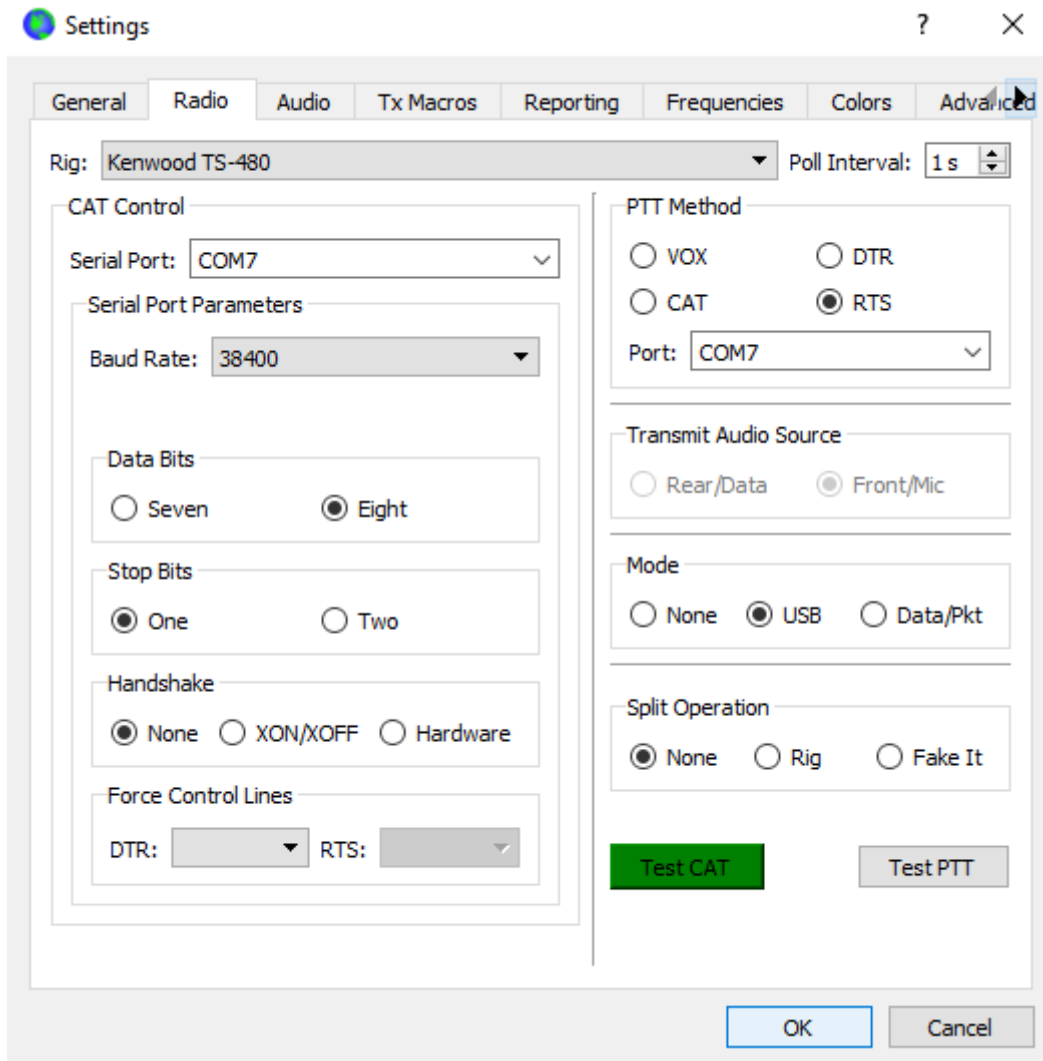 Settings
?
General Radio Audio Tx Macros Reporting Frequencies Colors Advanced
Rig: Kenwood TS-480 Poll Interval: 1 s
CAT Control
Serial Port: COM7
Serial Port Parameters
Baud Rate: 38400
Data Bits
Seven Eight
Stop Bits
One Two
Handshake
None XON/XOFF Hardware
Force Control Lines
DTR: RTS:
PTT Method
VOX DTR
CAT RTS
Port: COM7
Transmit Audio Source
Rear/Data Front/Mic
Mode
None USB Data/Pkt
Split Operation
None Rig Fake It
Test CAT Test PTT
OK Cancel